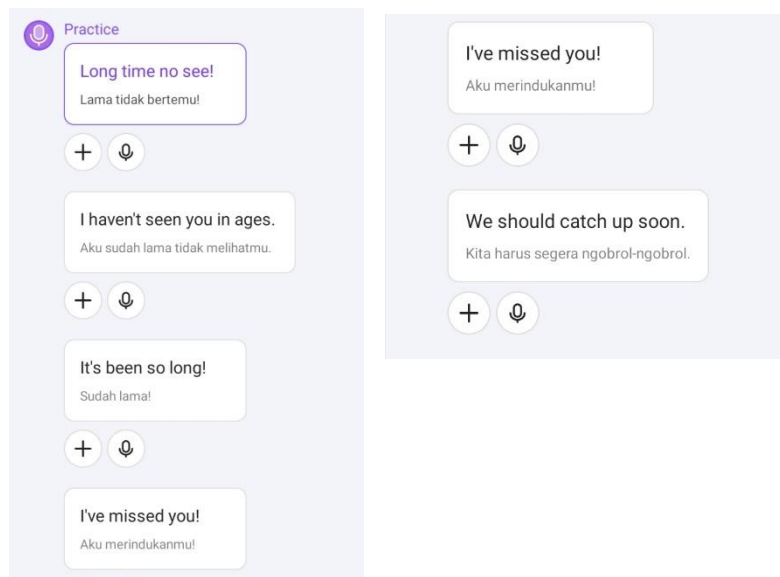 Practice
Long time no see!
Lama tidak bertemu!
I haven't seen you in ages.
Aku sudah lama tidak melihatmu.
It's been so long!
Sudah lama!
I've missed you!
Aku merindukanmu!
I've missed you!
Aku merindukanmu!
We should catch up soon.
Kita harus segera ngobrol-ngobrol.